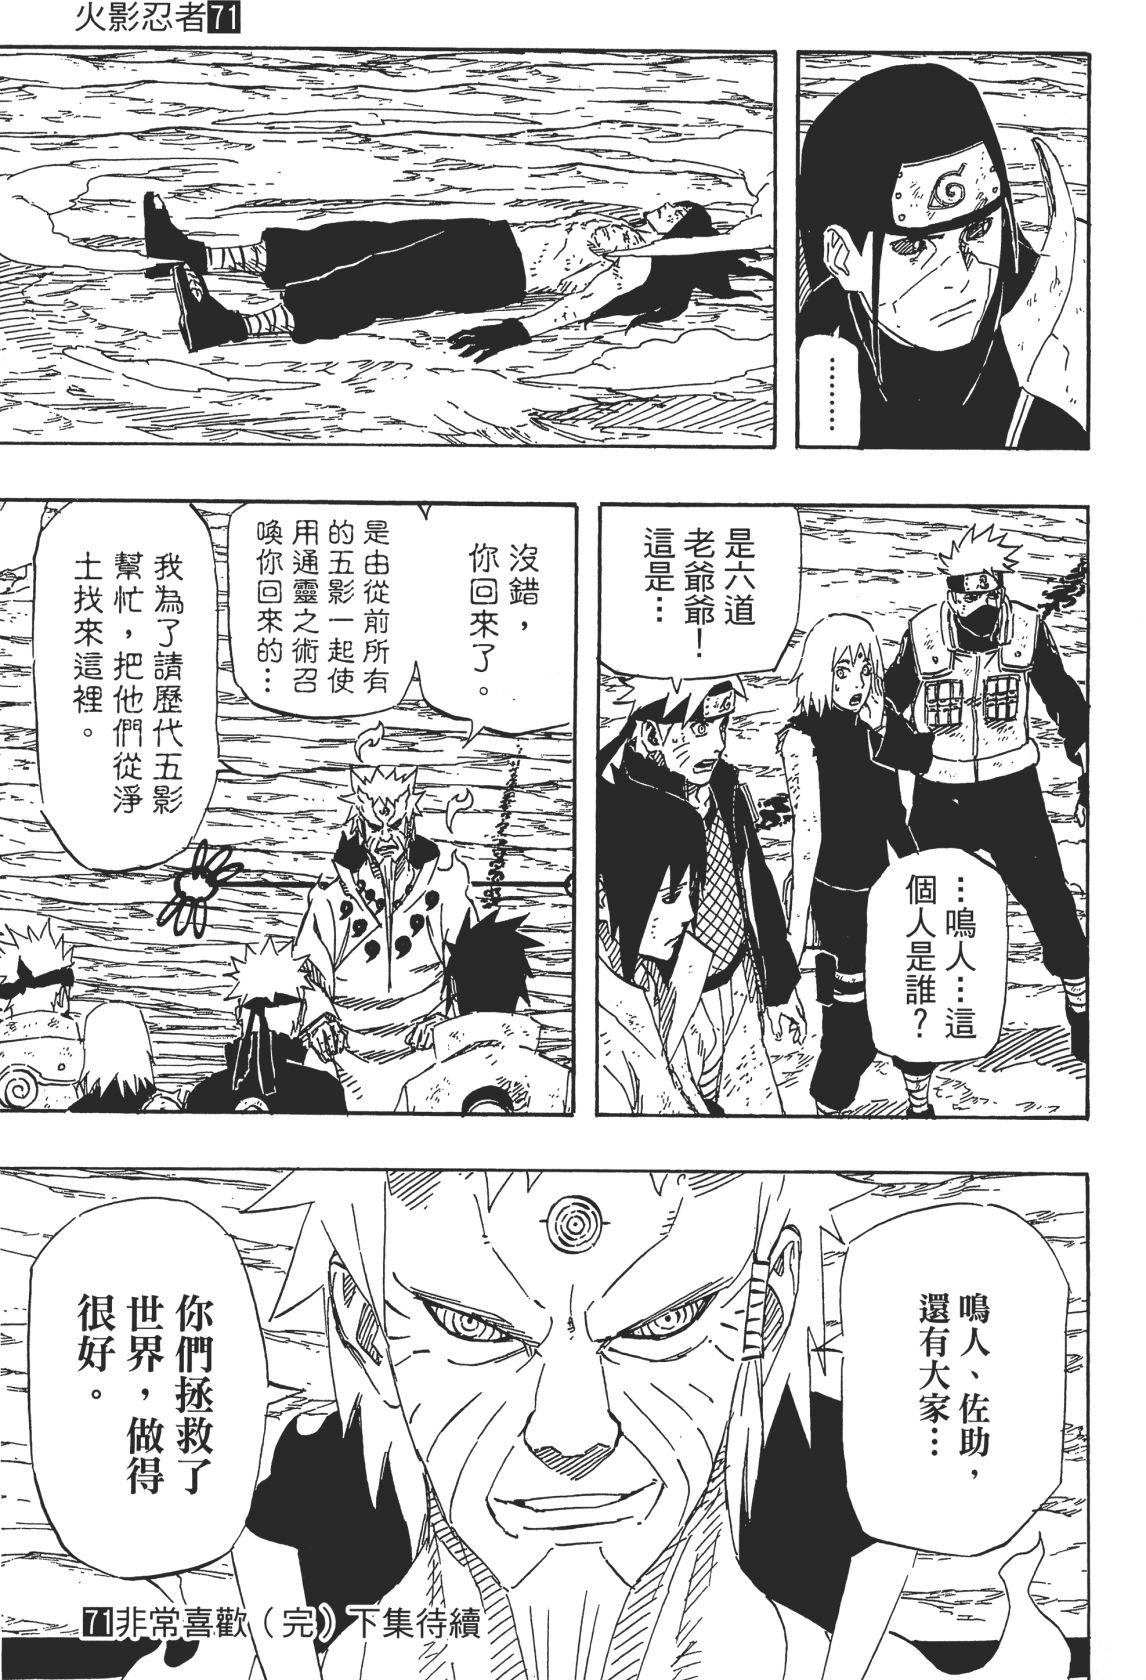 火影忍者71
………
是六道
老爺爺！
這是…
…鳴人…這
個人是誰？
沒錯，
你回來了。
是由從前所有
的五影一起使
用通靈之術召
喚你回來的…
我為了請歷代五影
幫忙，把他們從淨
土找來這裡。
鳴人、佐助，
還有大家…
你們拯救了
世界，做得
很好。
71非常喜歡（完）下集待續